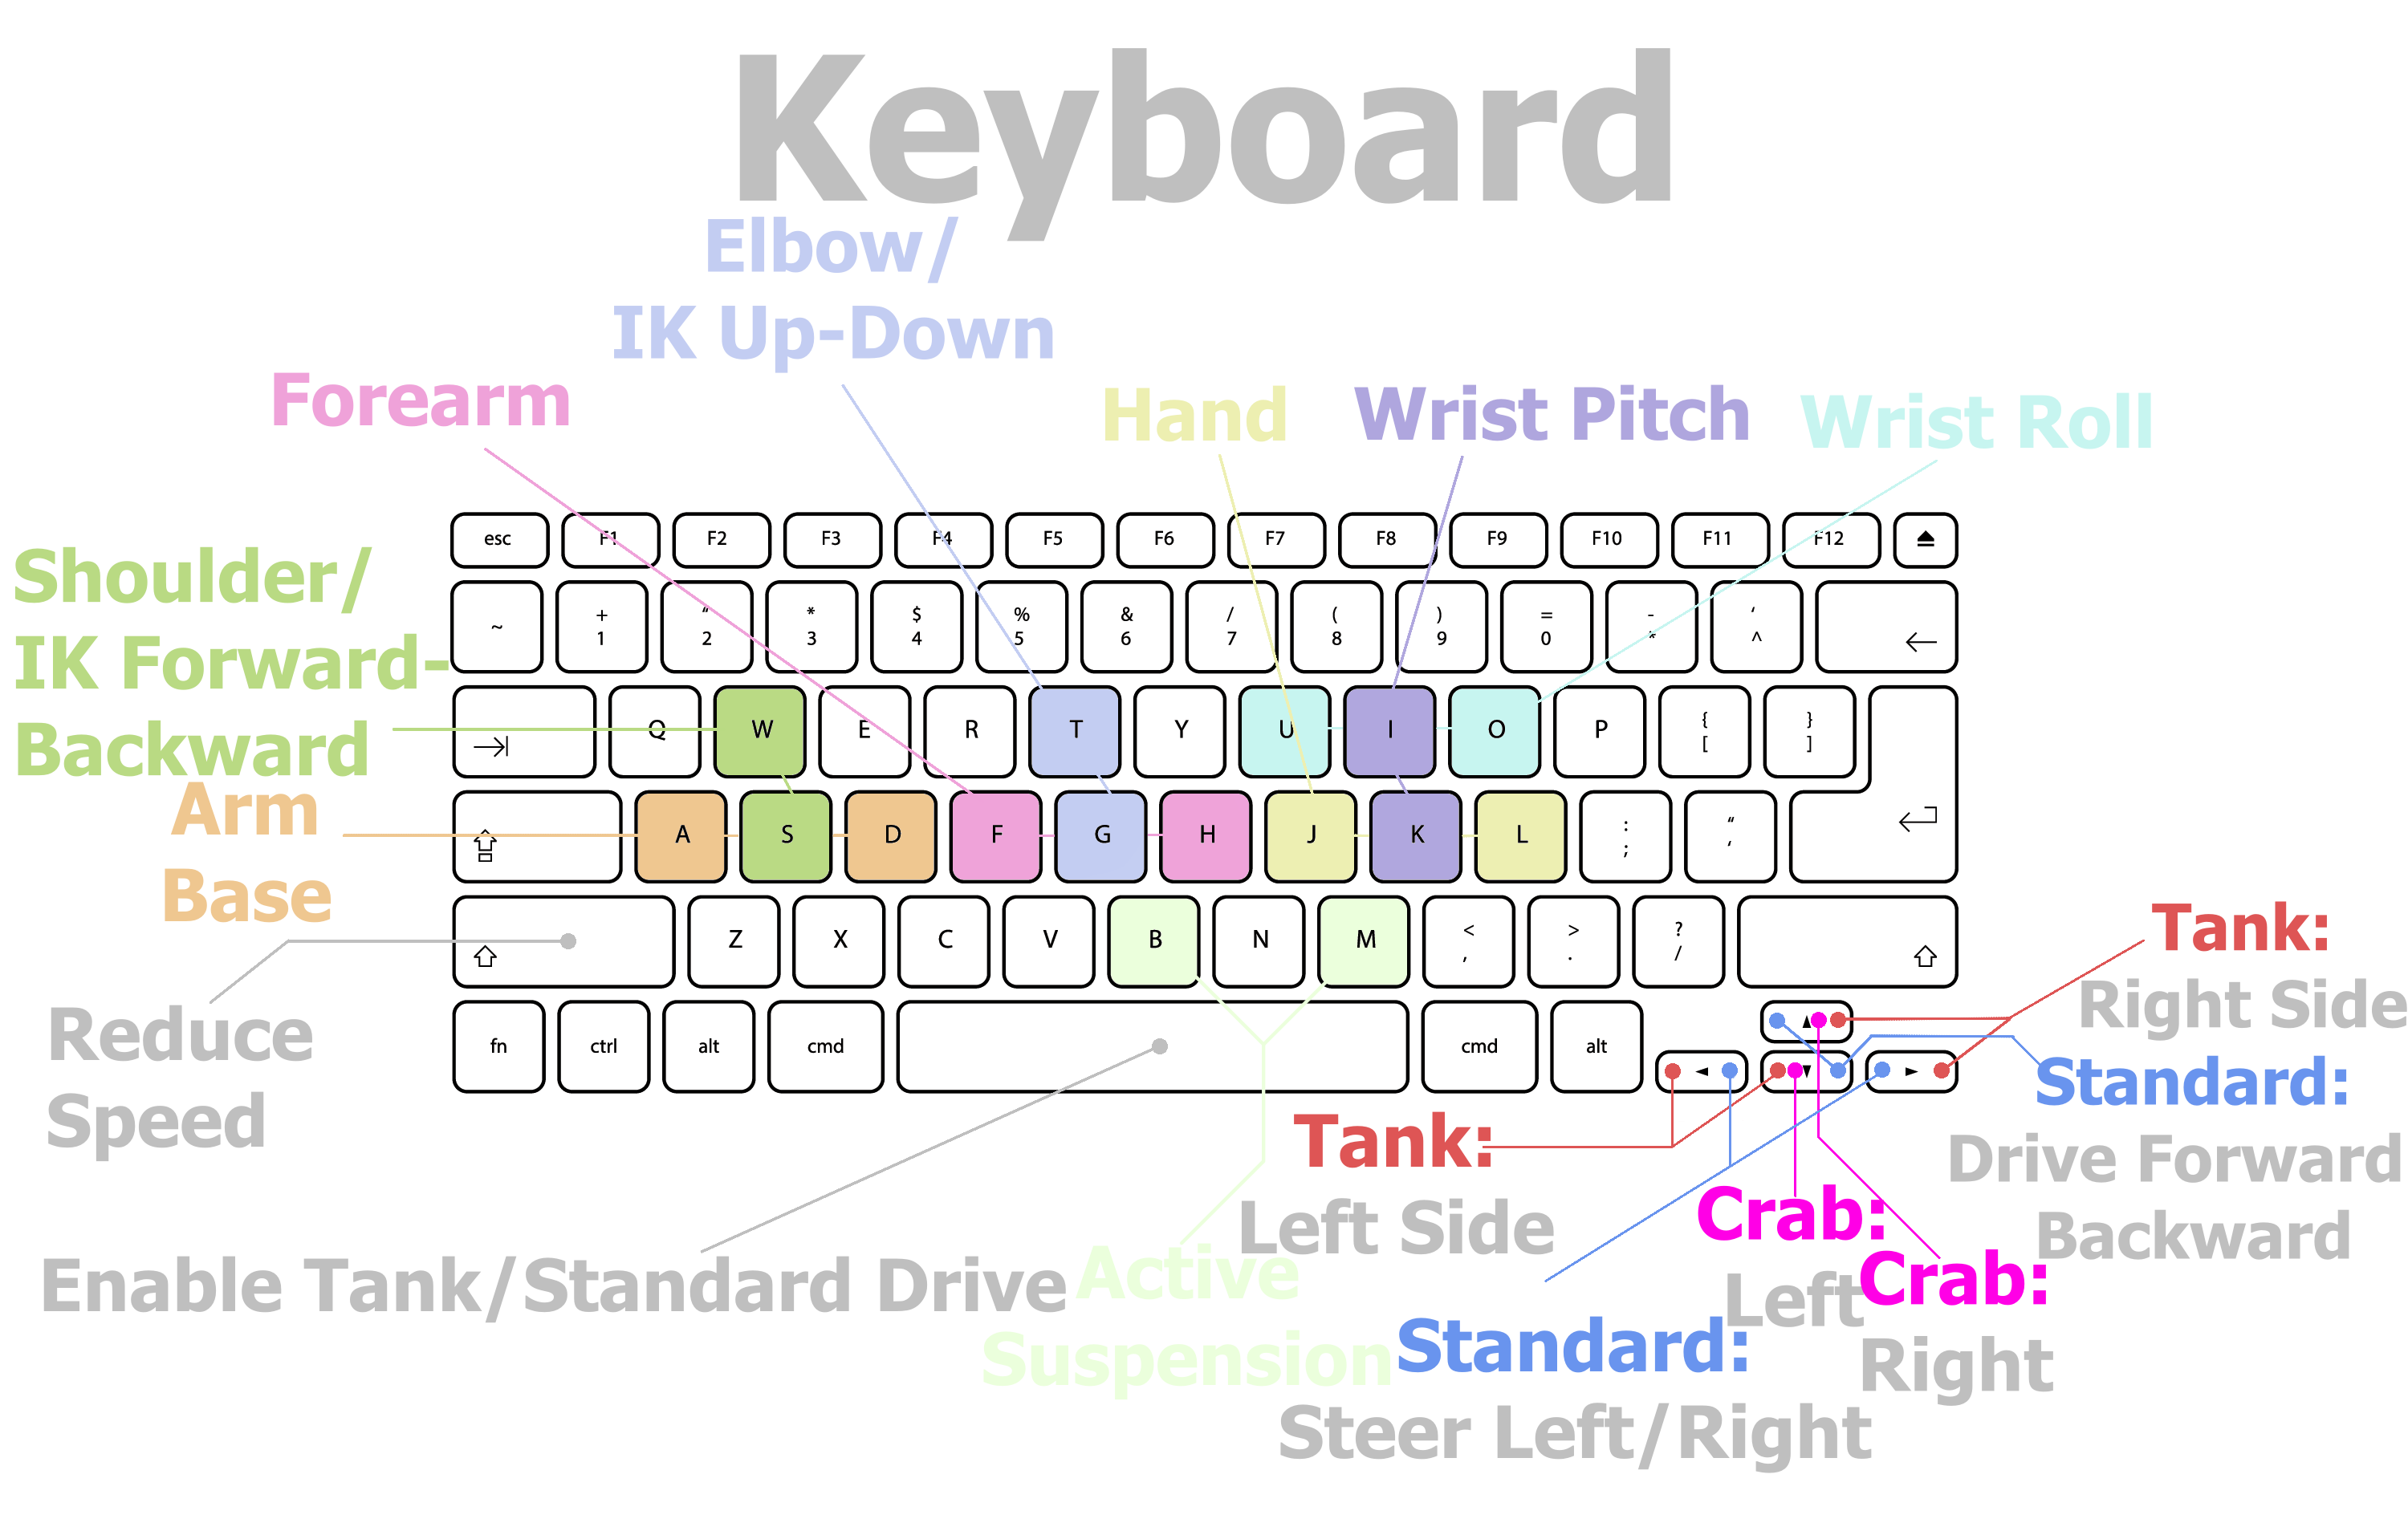 Keyboard
Elbow/
IK Up-Down
Forearm
Hand
Wrist Pitch
Wrist Roll
esc F1 F2 F3 F4 F5 F6 F7 F8 F9 F10 F11 F12
Shoulder/
IK Forward-
Backward
+ “ * $ % & / ( ) = - ‘
~ 1 2 3 4 5 6 7 8 9 0 * ^
Q W E R T Y U I O P { }
[ ]
Arm
Base
A S D F G H J K L : “
; ‘
Z X C V B N M < > ?
, . /
Reduce
Speed
fn ctrl alt cmd cmd alt
Tank:
Right Side
Standard:
Drive Forward
Backward
Tank:
Left Side
Crab:
Left
Crab:
Right
Enable Tank/Standard Drive
Active
Suspension
Standard:
Steer Left/Right